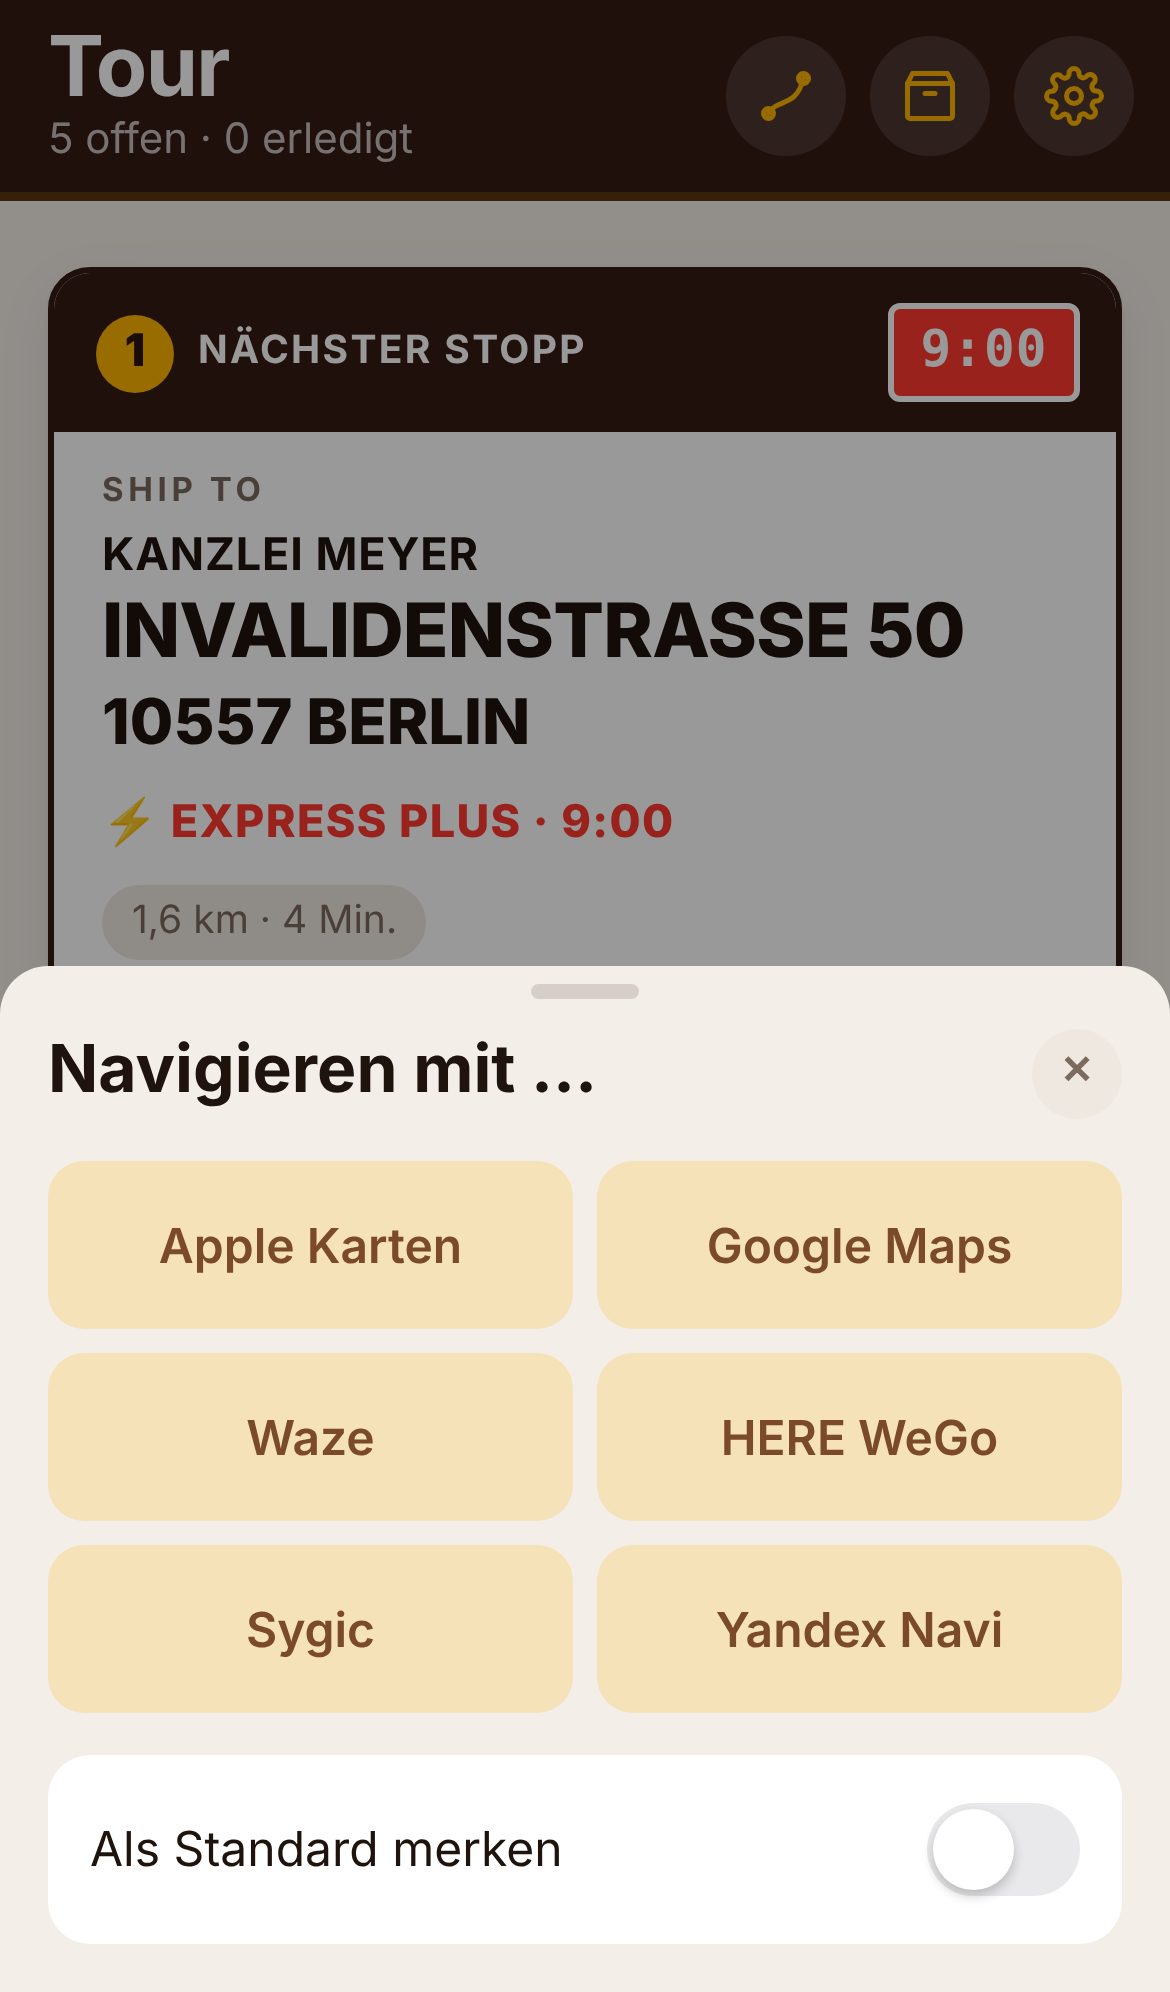 Tour
5 offen · 0 erledigt
1 NÄCHSTER STOPP 9:00
SHIP TO
KANZLEI MEYER
INVALIDENSTRASSE 50
10557 BERLIN
⚡ EXPRESS PLUS · 9:00
1,6 km · 4 Min.
Navigieren mit ...
Apple Karten
Google Maps
Waze
HERE WeGo
Sygic
Yandex Navi
Als Standard merken